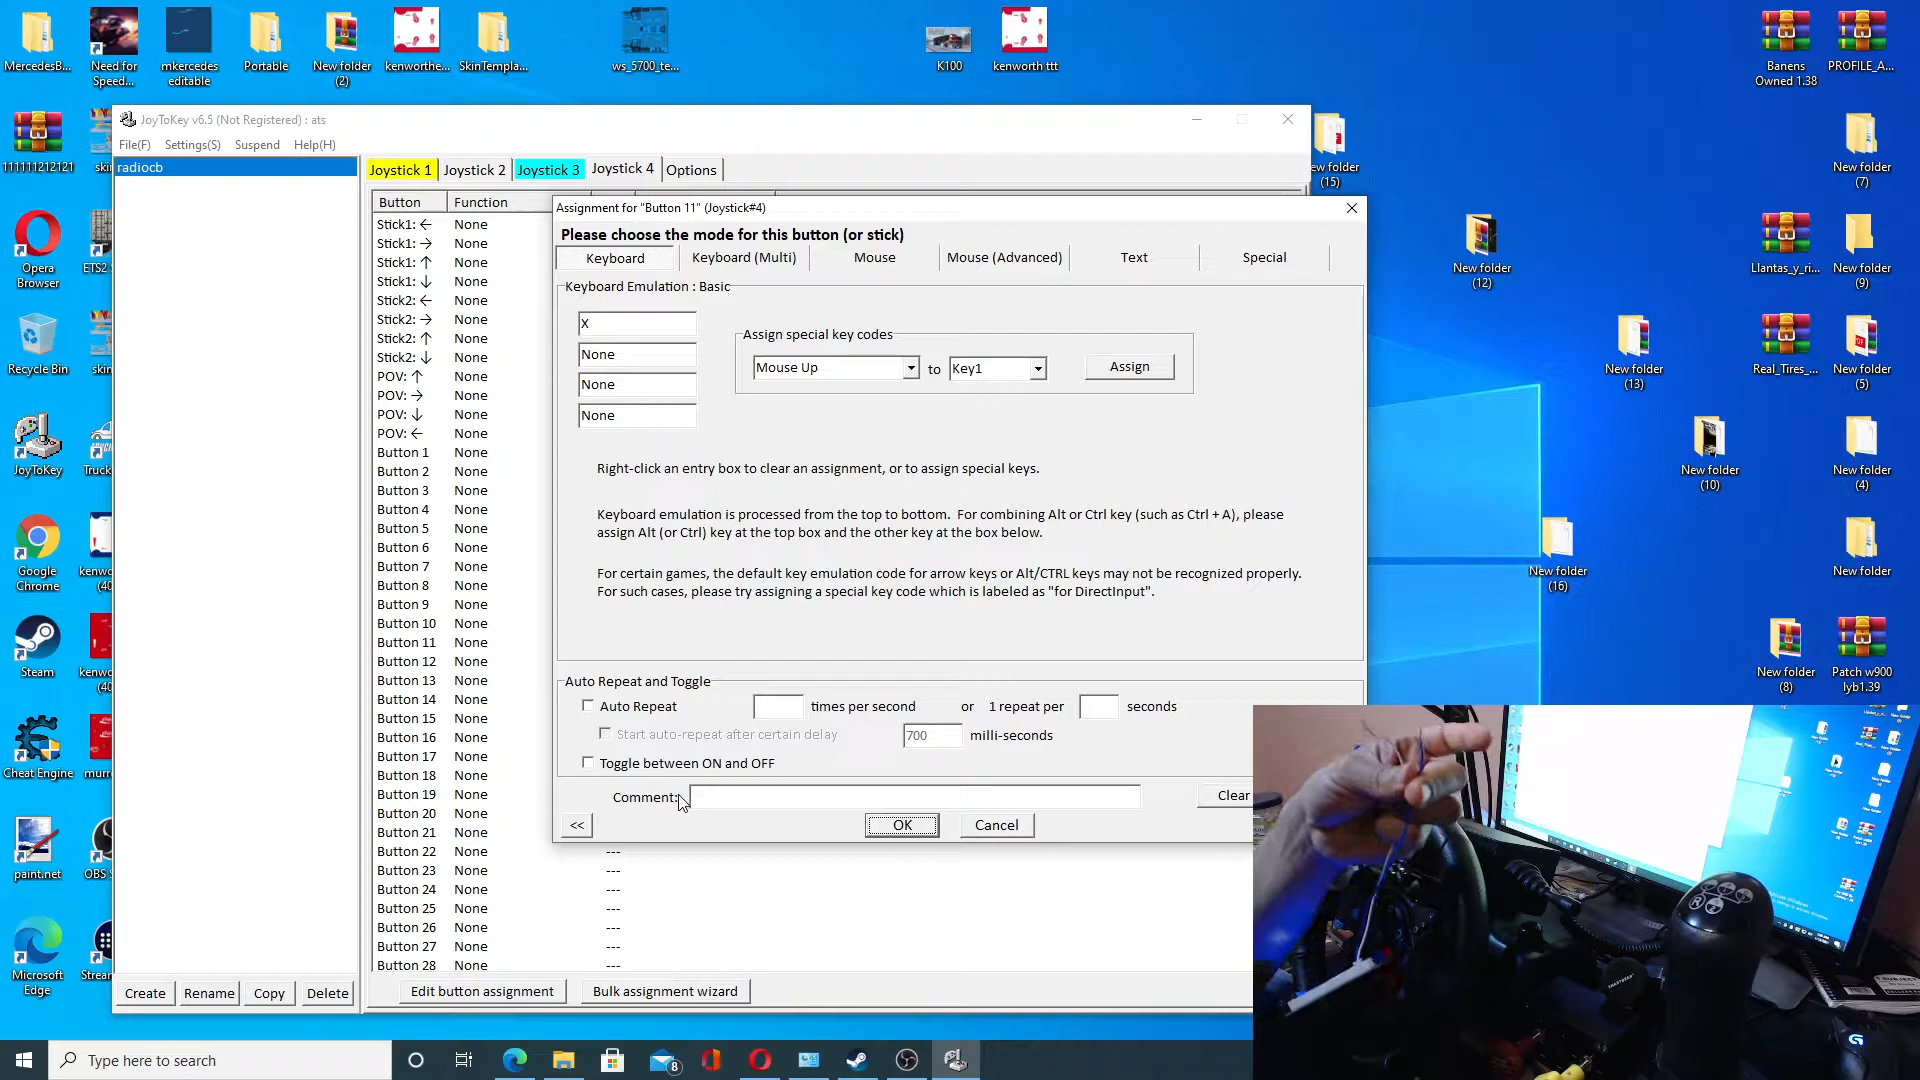 MercedesB...
Need for
Speed...
mkercedes
editable
Portable
New folder
(2)
kenworthe...
SkinTempla...
ws_5700_te...
K100
kenworth ttt
Banens
Owned 1.38
PROFILE_A...
111111212121
skin
Opera
Browser
ETS2 S
Recycle Bin
skin
JoyToKey
Truck
Google
Chrome
kenwo
(40
Steam
kenwo
(40
Cheat Engine
murr
paint.net
OBS S
Microsoft
Edge
Strean
JoyToKey v6.5 (Not Registered) : ats
File(F)
Settings(S)
Suspend
Help(H)
radiocb
Joystick 1
Joystick 2
Joystick 3
Joystick 4
Options
Button
Function
Stick1: ← None
Stick1: → None
Stick1: ↑ None
Stick1: ↓ None
Stick2: ← None
Stick2: → None
Stick2: ↑ None
Stick2: ↓ None
POV: ↑ None
POV: → None
POV: ↓ None
POV: ← None
Button 1 None
Button 2 None
Button 3 None
Button 4 None
Button 5 None
Button 6 None
Button 7 None
Button 8 None
Button 9 None
Button 10 None
Button 11 None
Button 12 None
Button 13 None
Button 14 None
Button 15 None
Button 16 None
Button 17 None
Button 18 None
Button 19 None
Button 20 None
Button 21 None
Button 22 None ---
Button 23 None ---
Button 24 None ---
Button 25 None ---
Button 26 None ---
Button 27 None ---
Button 28 None ---
Create
Rename
Copy
Delete
Edit button assignment
Bulk assignment wizard
Assignment for "Button 11" (Joystick#4)
Please choose the mode for this button (or stick)
Keyboard
Keyboard (Multi)
Mouse
Mouse (Advanced)
Text
Special
Keyboard Emulation : Basic
X
None
None
None
Assign special key codes
Mouse Up
to
Key1
Assign
Right-click an entry box to clear an assignment, or to assign special keys.
Keyboard emulation is processed from the top to bottom. For combining Alt or Ctrl key (such as Ctrl + A), please
assign Alt (or Ctrl) key at the top box and the other key at the box below.
For certain games, the default key emulation code for arrow keys or Alt/CTRL keys may not be recognized properly.
For such cases, please try assigning a special key code which is labeled as "for DirectInput".
Auto Repeat and Toggle
Auto Repeat
times per second
or
1 repeat per
seconds
Start auto-repeat after certain delay
700
milli-seconds
Toggle between ON and OFF
Comment:
Clear
<<
OK
Cancel
ew folder
(15)
New folder
(7)
New folder
(12)
Llantas_y_ri...
New folder
(9)
New folder
(13)
Real_Tires_...
New folder
(5)
New folder
(10)
New folder
(4)
New folder
(16)
New folder
New folder
(8)
Patch w900
lyb1.39
R
Type here to search
8